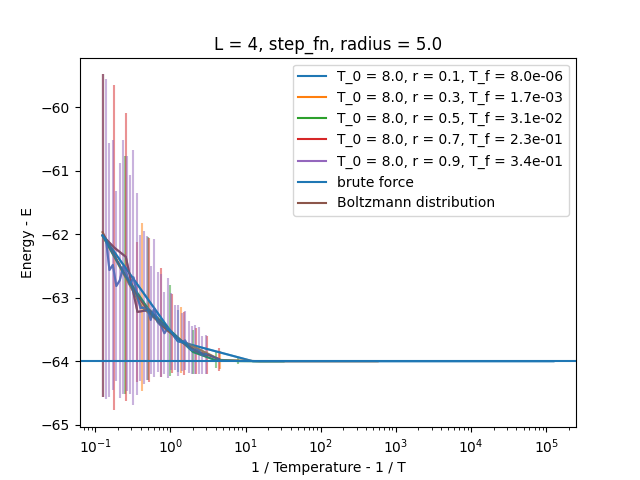 L = 4, step_fn, radius = 5.0
T_0 = 8.0, r = 0.1, T_f = 8.0e-06
T_0 = 8.0, r = 0.3, T_f = 1.7e-03
T_0 = 8.0, r = 0.5, T_f = 3.1e-02
T_0 = 8.0, r = 0.7, T_f = 2.3e-01
T_0 = 8.0, r = 0.9, T_f = 3.4e-01
brute force
Boltzmann distribution
Energy - E
−60
−61
−62
−63
−64
−65
10⁻¹ 10⁰ 10¹ 10² 10³ 10⁴ 10⁵
1 / Temperature - 1 / T